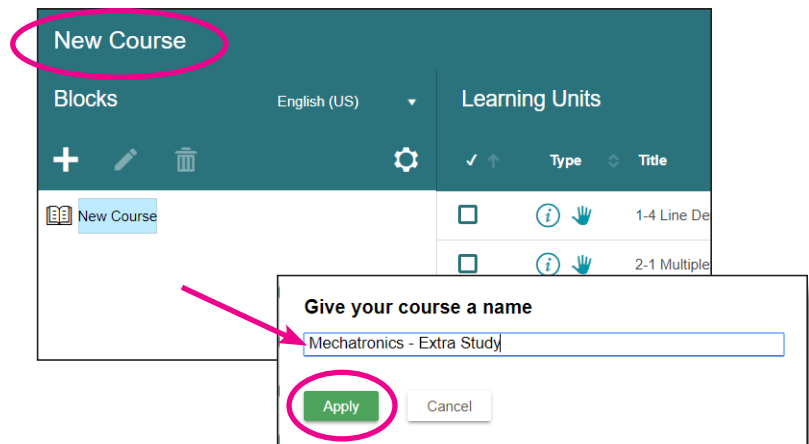 New Course
Blocks
English (US)
Learning Units
Type
Title
New Course
1-4 Line De
2-1 Multiple
Give your course a name
Mechatronics - Extra Study
Apply
Cancel